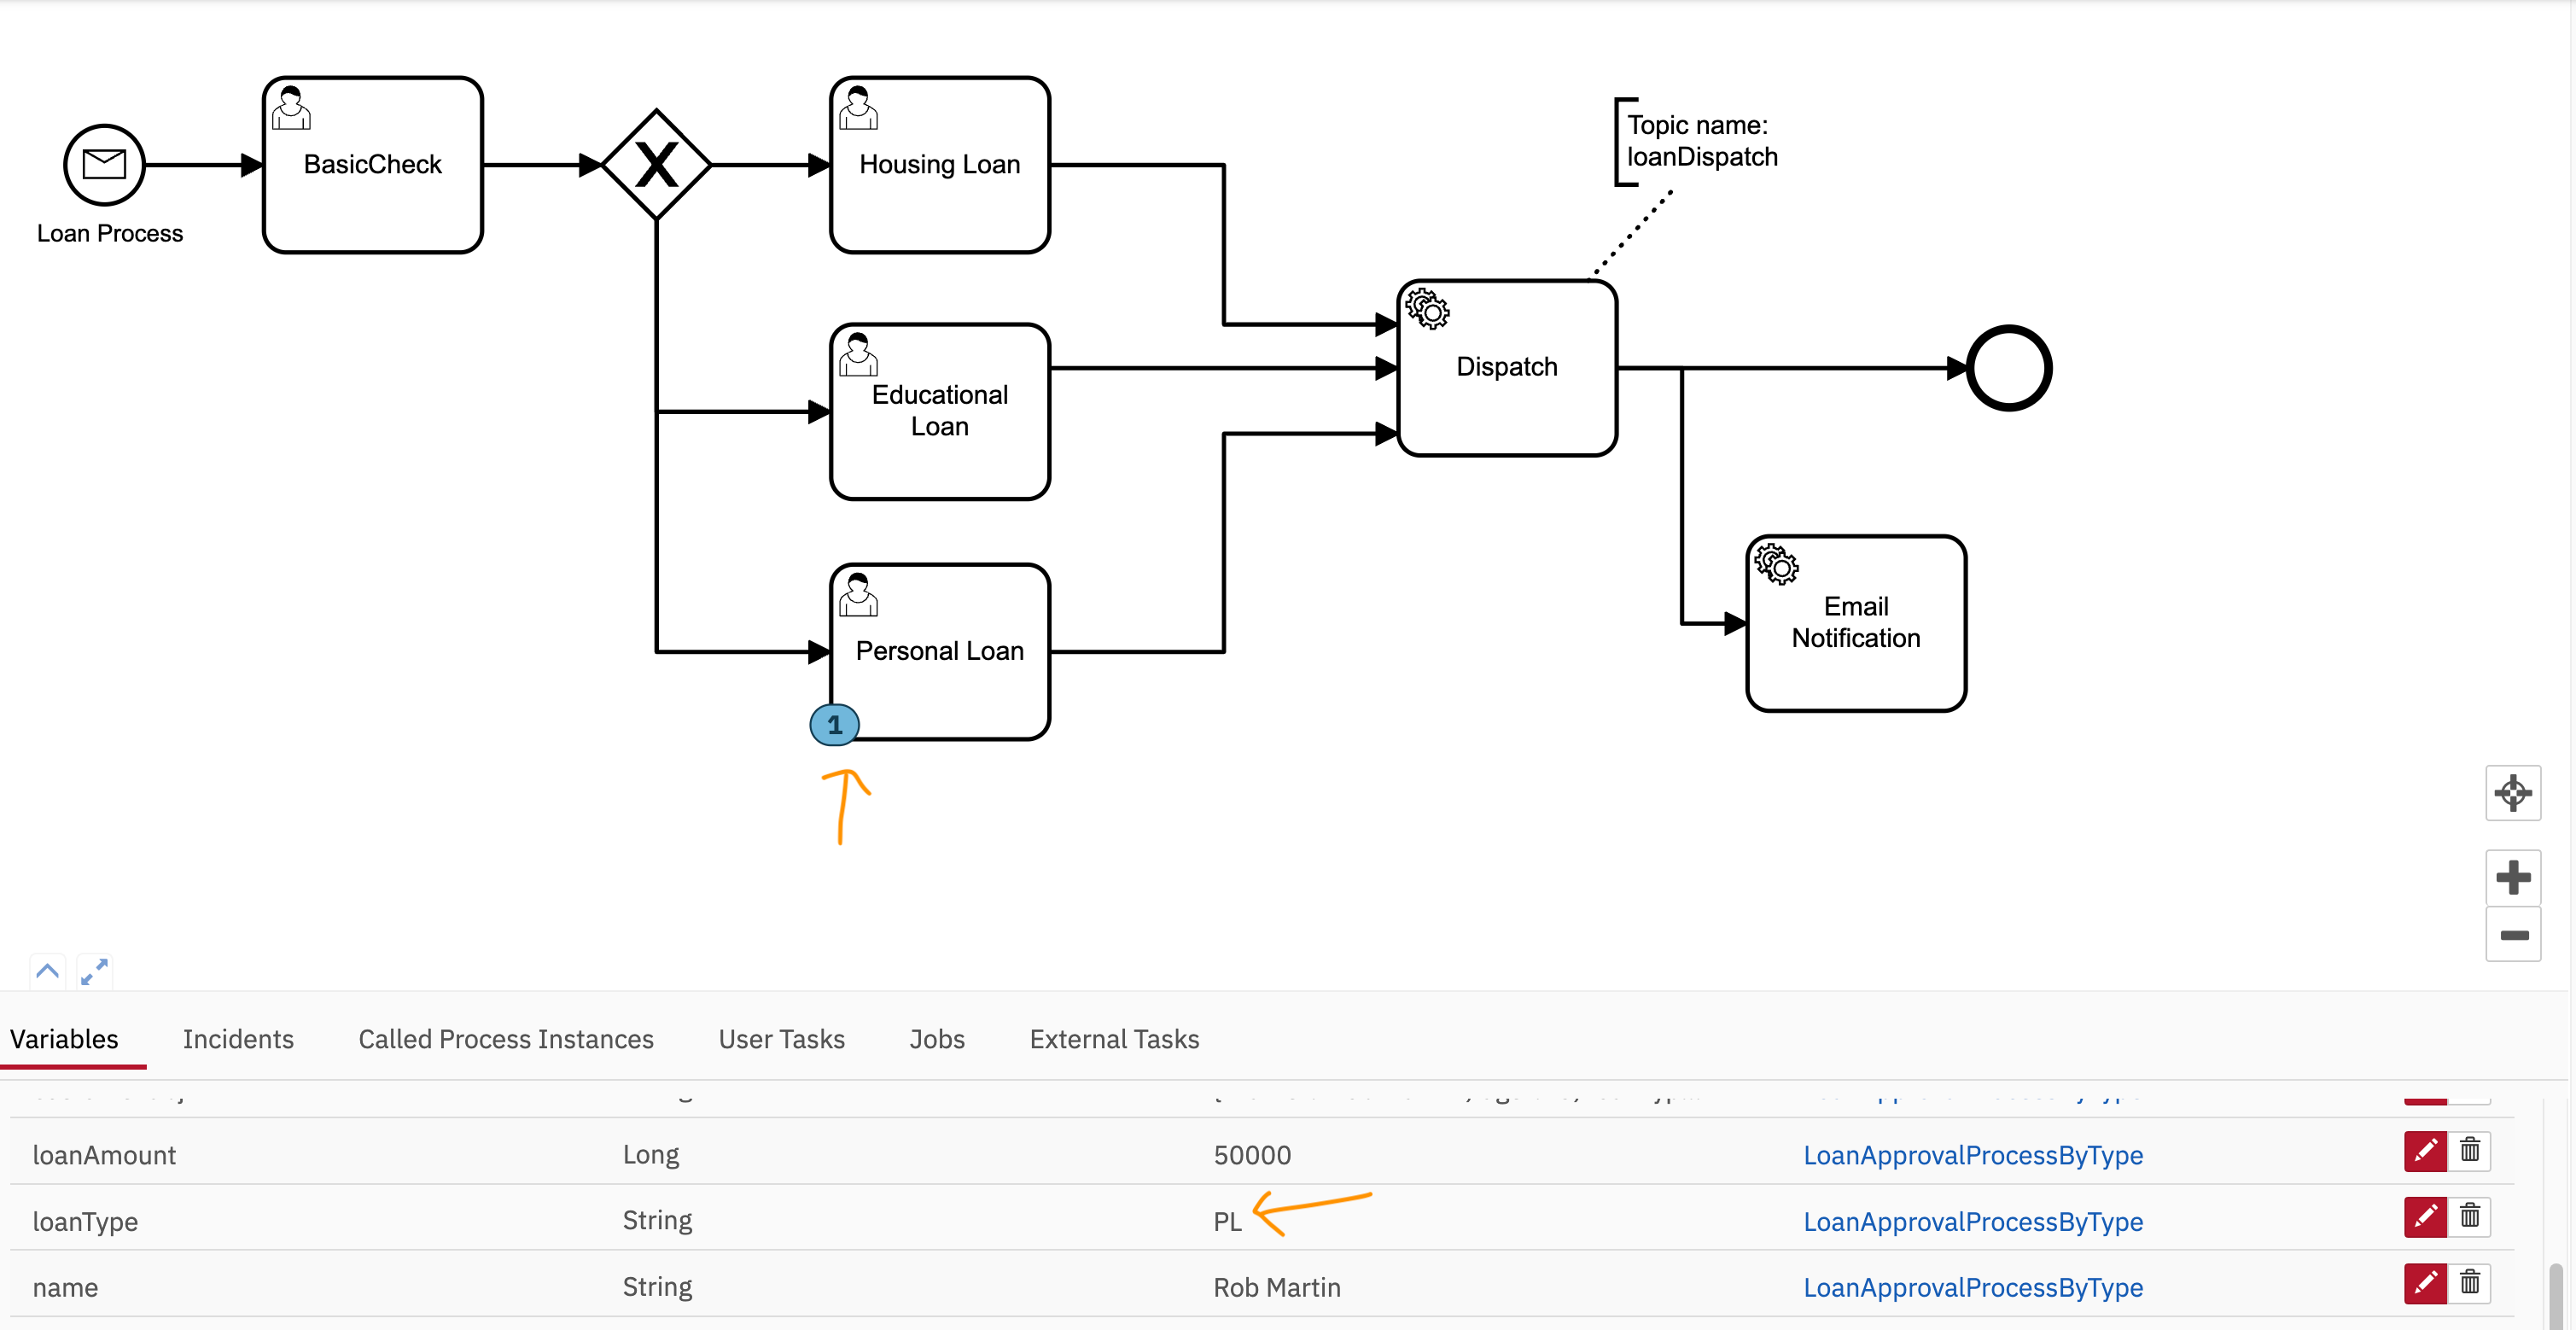 Topic name:
loanDispatch
BasicCheck
X
Housing Loan
Loan Process
Dispatch
Educational
Loan
Email
Notification
Personal Loan
1
Variables Incidents Called Process Instances User Tasks Jobs External Tasks
loanAmount Long 50000 LoanApprovalProcessByType
loanType String PL LoanApprovalProcessByType
name String Rob Martin LoanApprovalProcessByType